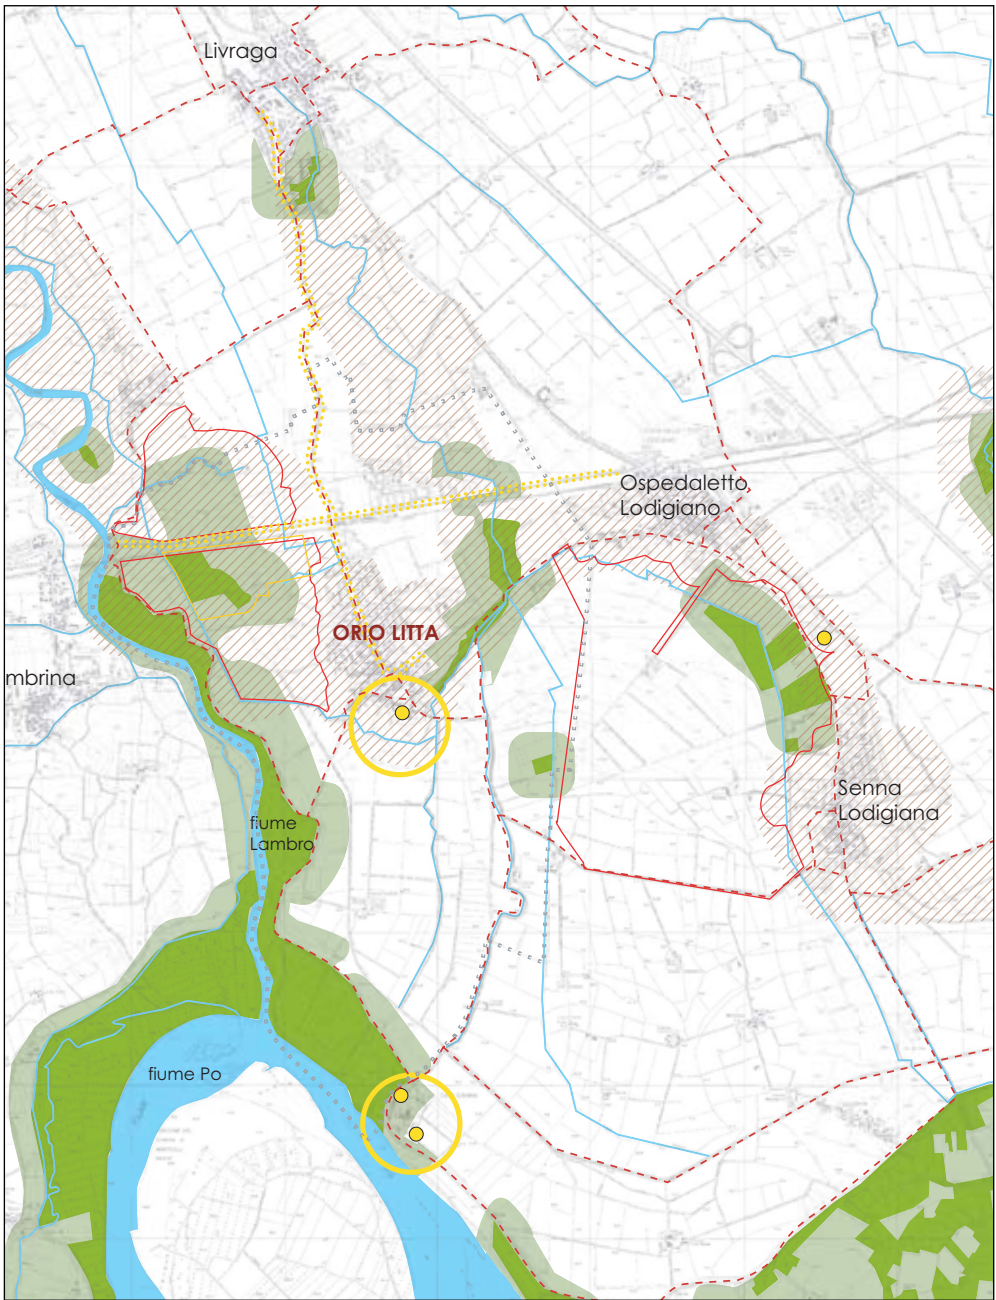 Livraga
Ospedaletto
Lodigiano
ORIO LITTA
mbrina
Senna
Lodigiana
fiume
Lambro
fiume Po